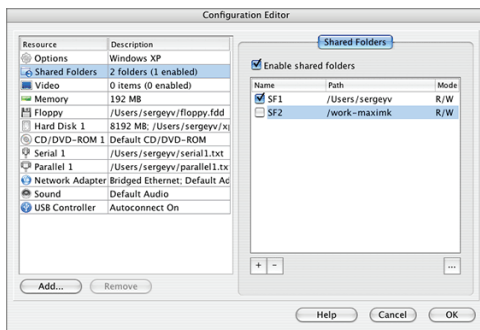 Configuration Editor
Resource Description
Options Windows XP
Shared Folders 2 folders (1 enabled)
Video 0 items (0 enabled)
Memory 192 MB
Floppy /Users/sergeyv/floppy.fdd
Hard Disk 1 8192 MB; /Users/sergeyv/xp
CD/DVD-ROM 1 Default CD/DVD-ROM
Serial 1 /Users/sergeyv/serial1.txt
Parallel 1 /Users/sergeyv/parallel1.tx
Network Adapter Bridged Ethernet; Default Ad
Sound Default Audio
USB Controller Autoconnect On
Add... Remove
Shared Folders
Enable shared folders
Name Path Mode
SF1 /Users/sergeyv R/W
SF2 /work-maximk R/W
+ - ...
Help Cancel OK